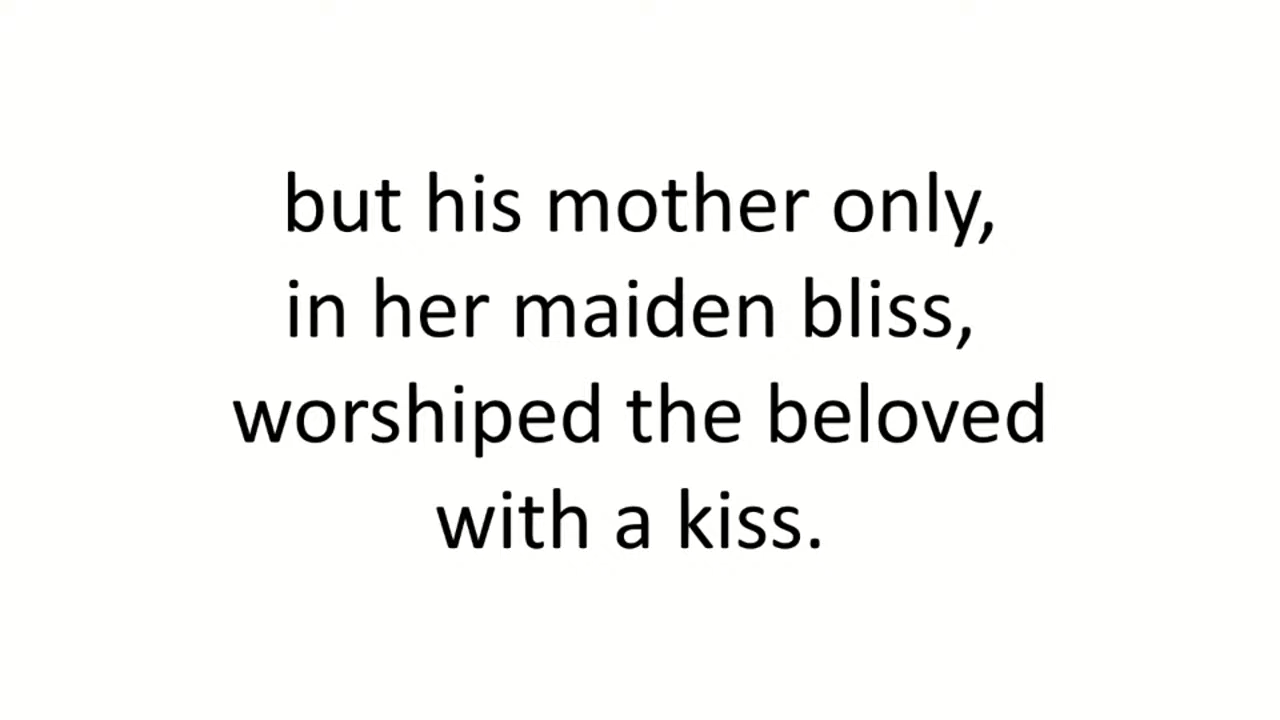 but his mother only,
in her maiden bliss,
worshiped the beloved
with a kiss.